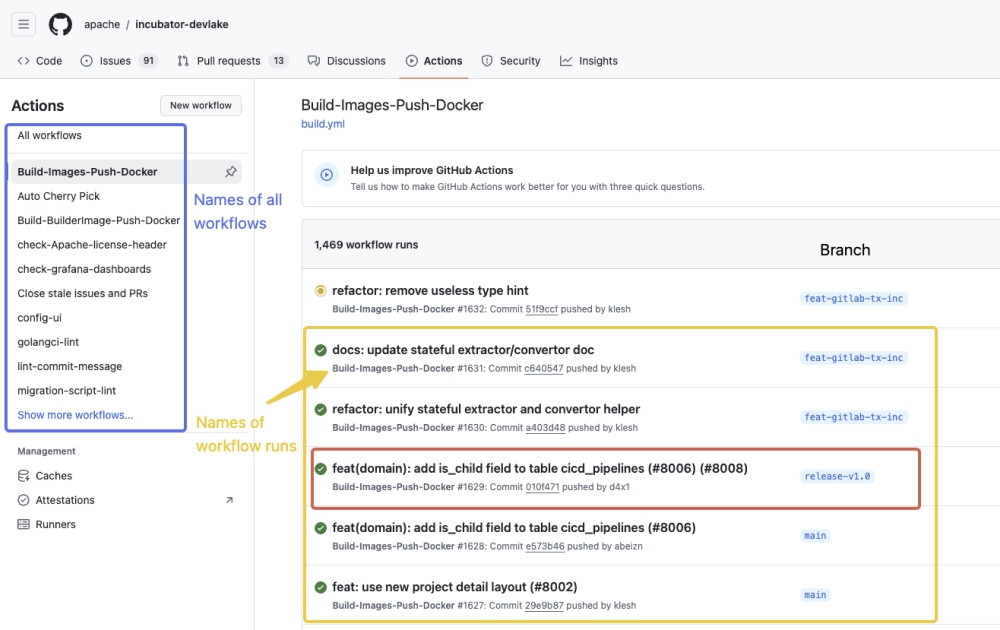 apache / incubator-devlake
Code Issues 91 Pull requests 13 Discussions Actions Security Insights
Actions
New workflow
All workflows
Build-Images-Push-Docker
Auto Cherry Pick
Build-BuilderImage-Push-Docker
check-Apache-license-header
check-grafana-dashboards
Close stale issues and PRs
config-ui
golangci-lint
lint-commit-message
migration-script-lint
Show more workflows...
Management
Caches
Attestations
Runners
Names of all
workflows
Names of
workflow runs
Build-Images-Push-Docker
build.yml
Help us improve GitHub Actions
Tell us how to make GitHub Actions work better for you with three quick questions.
1,469 workflow runs
Branch
refactor: remove useless type hint
Build-Images-Push-Docker #1632: Commit 51f9ccf pushed by klesh
feat-gitlab-tx-inc
docs: update stateful extractor/convertor doc
Build-Images-Push-Docker #1631: Commit c640547 pushed by klesh
feat-gitlab-tx-inc
refactor: unify stateful extractor and convertor helper
Build-Images-Push-Docker #1630: Commit a403d48 pushed by klesh
feat-gitlab-tx-inc
feat(domain): add is_child field to table cicd_pipelines (#8006) (#8008)
Build-Images-Push-Docker #1629: Commit 010f471 pushed by d4x1
release-v1.0
feat(domain): add is_child field to table cicd_pipelines (#8006)
Build-Images-Push-Docker #1628: Commit e573b46 pushed by abeizn
main
feat: use new project detail layout (#8002)
Build-Images-Push-Docker #1627: Commit 29e9b87 pushed by klesh
main